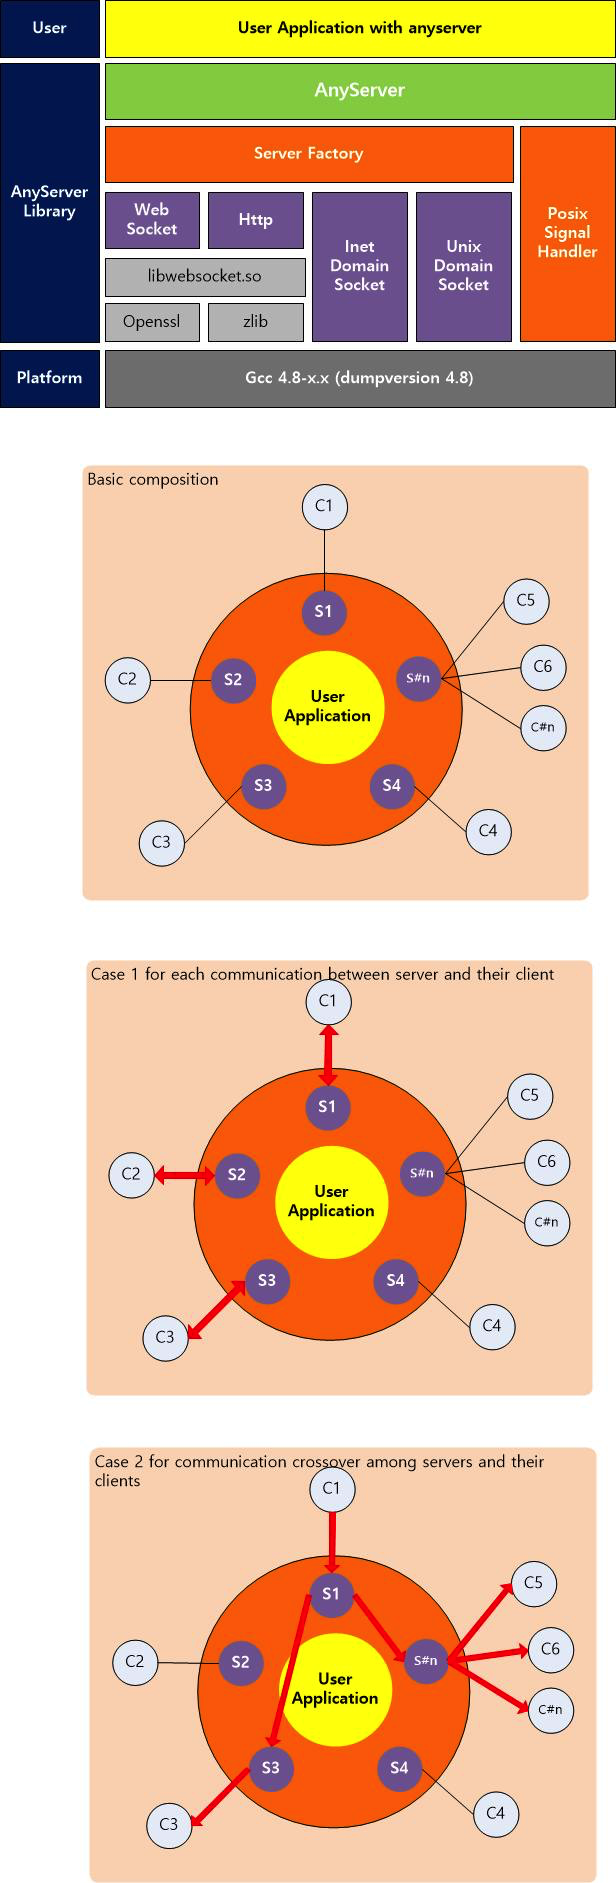 User
User Application with anyserver
AnyServer
AnyServer
Library
Server Factory
Posix
Signal
Handler
Web
Socket
Http
Inet
Domain
Socket
Unix
Domain
Socket
libwebsocket.so
Openssl
zlib
Platform
Gcc 4.8-x.x (dumpversion 4.8)
Basic composition
C1
S1
C5
C2
S2
S#n
C6
User
Application
C#n
S3
S4
C3
C4
Case 1 for each communication between server and their client
C1
S1
C5
C2
S2
S#n
C6
User
Application
C#n
S3
S4
C3
C4
Case 2 for communication crossover among servers and their
clients
C1
S1
C5
C2
S2
S#n
C6
User
Application
C#n
S3
S4
C3
C4